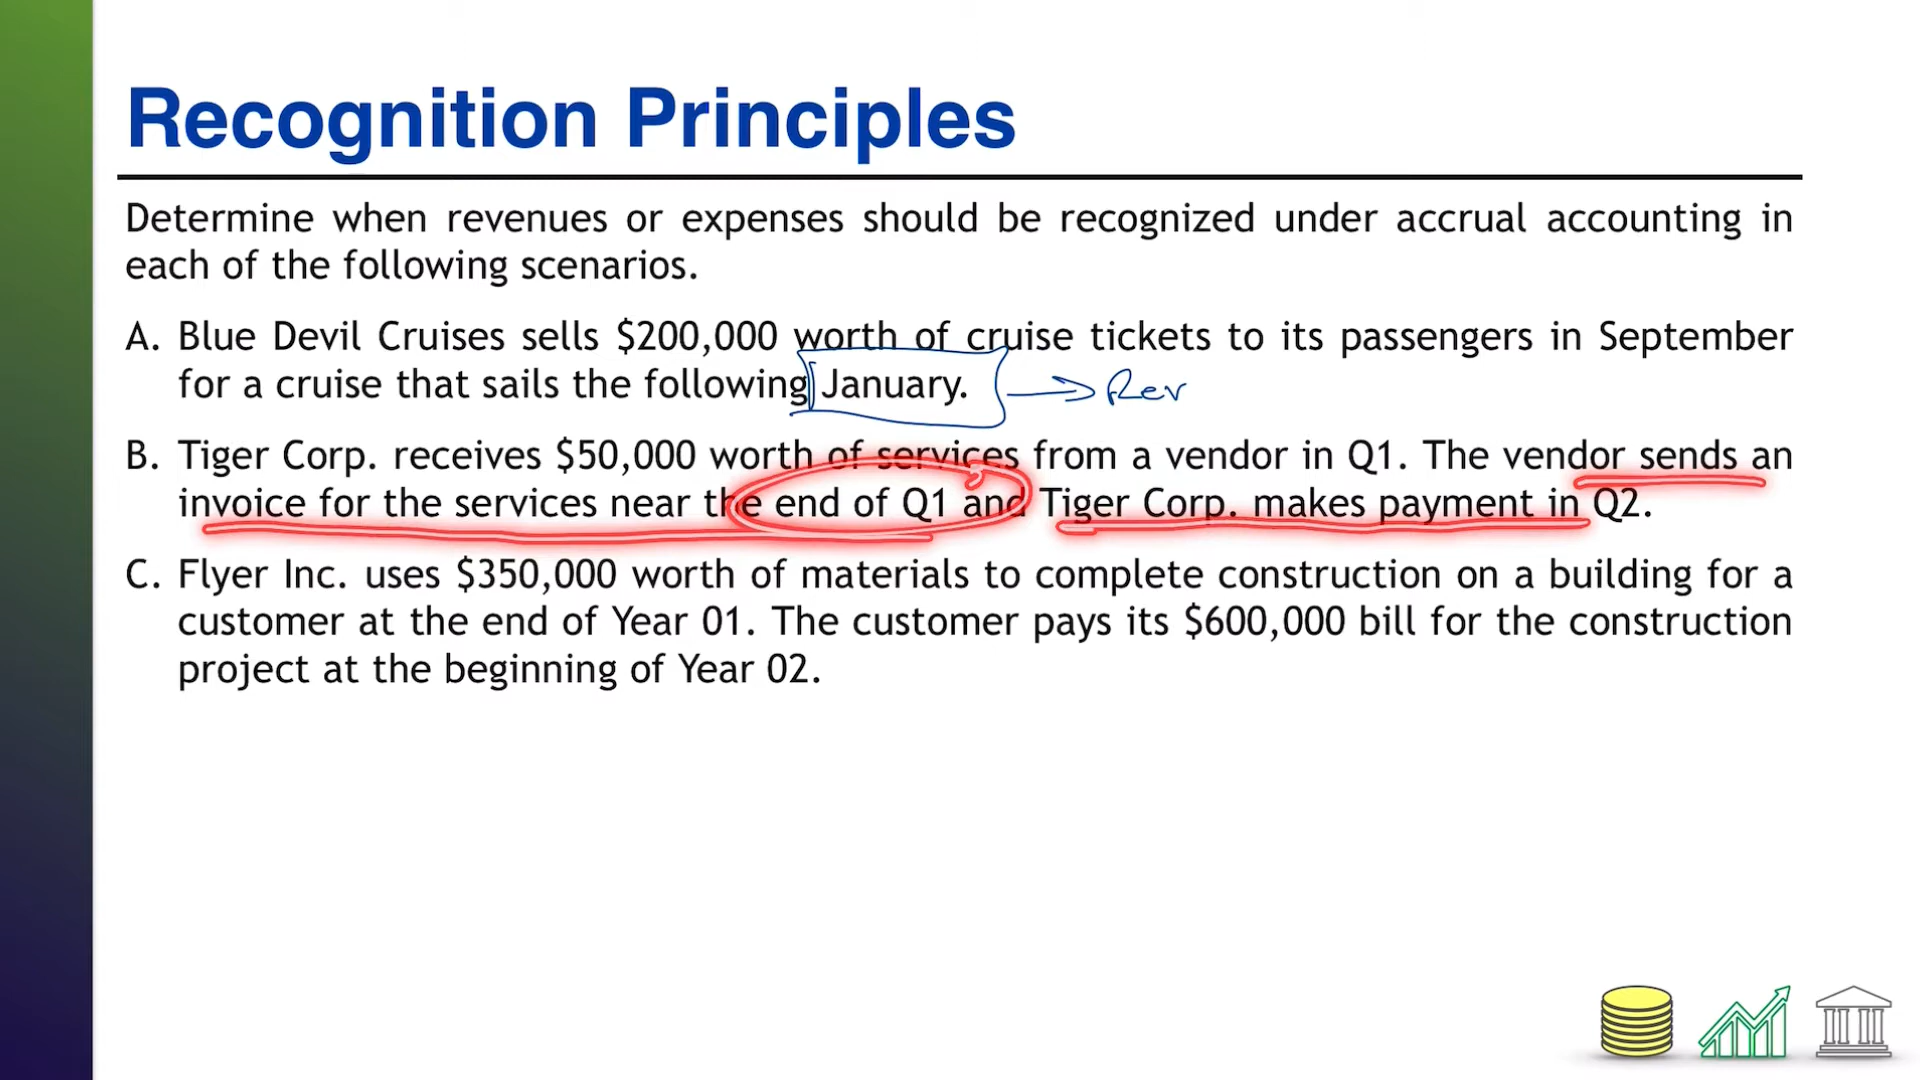 Recognition Principles
Determine when revenues or expenses should be recognized under accrual accounting in
each of the following scenarios.
A. Blue Devil Cruises sells $200,000 worth of cruise tickets to its passengers in September
for a cruise that sails the following January. Rev
B. Tiger Corp. receives $50,000 worth of services from a vendor in Q1. The vendor sends an
invoice for the services near the end of Q1 and Tiger Corp. makes payment in Q2.
C. Flyer Inc. uses $350,000 worth of materials to complete construction on a building for a
customer at the end of Year 01. The customer pays its $600,000 bill for the construction
project at the beginning of Year 02.